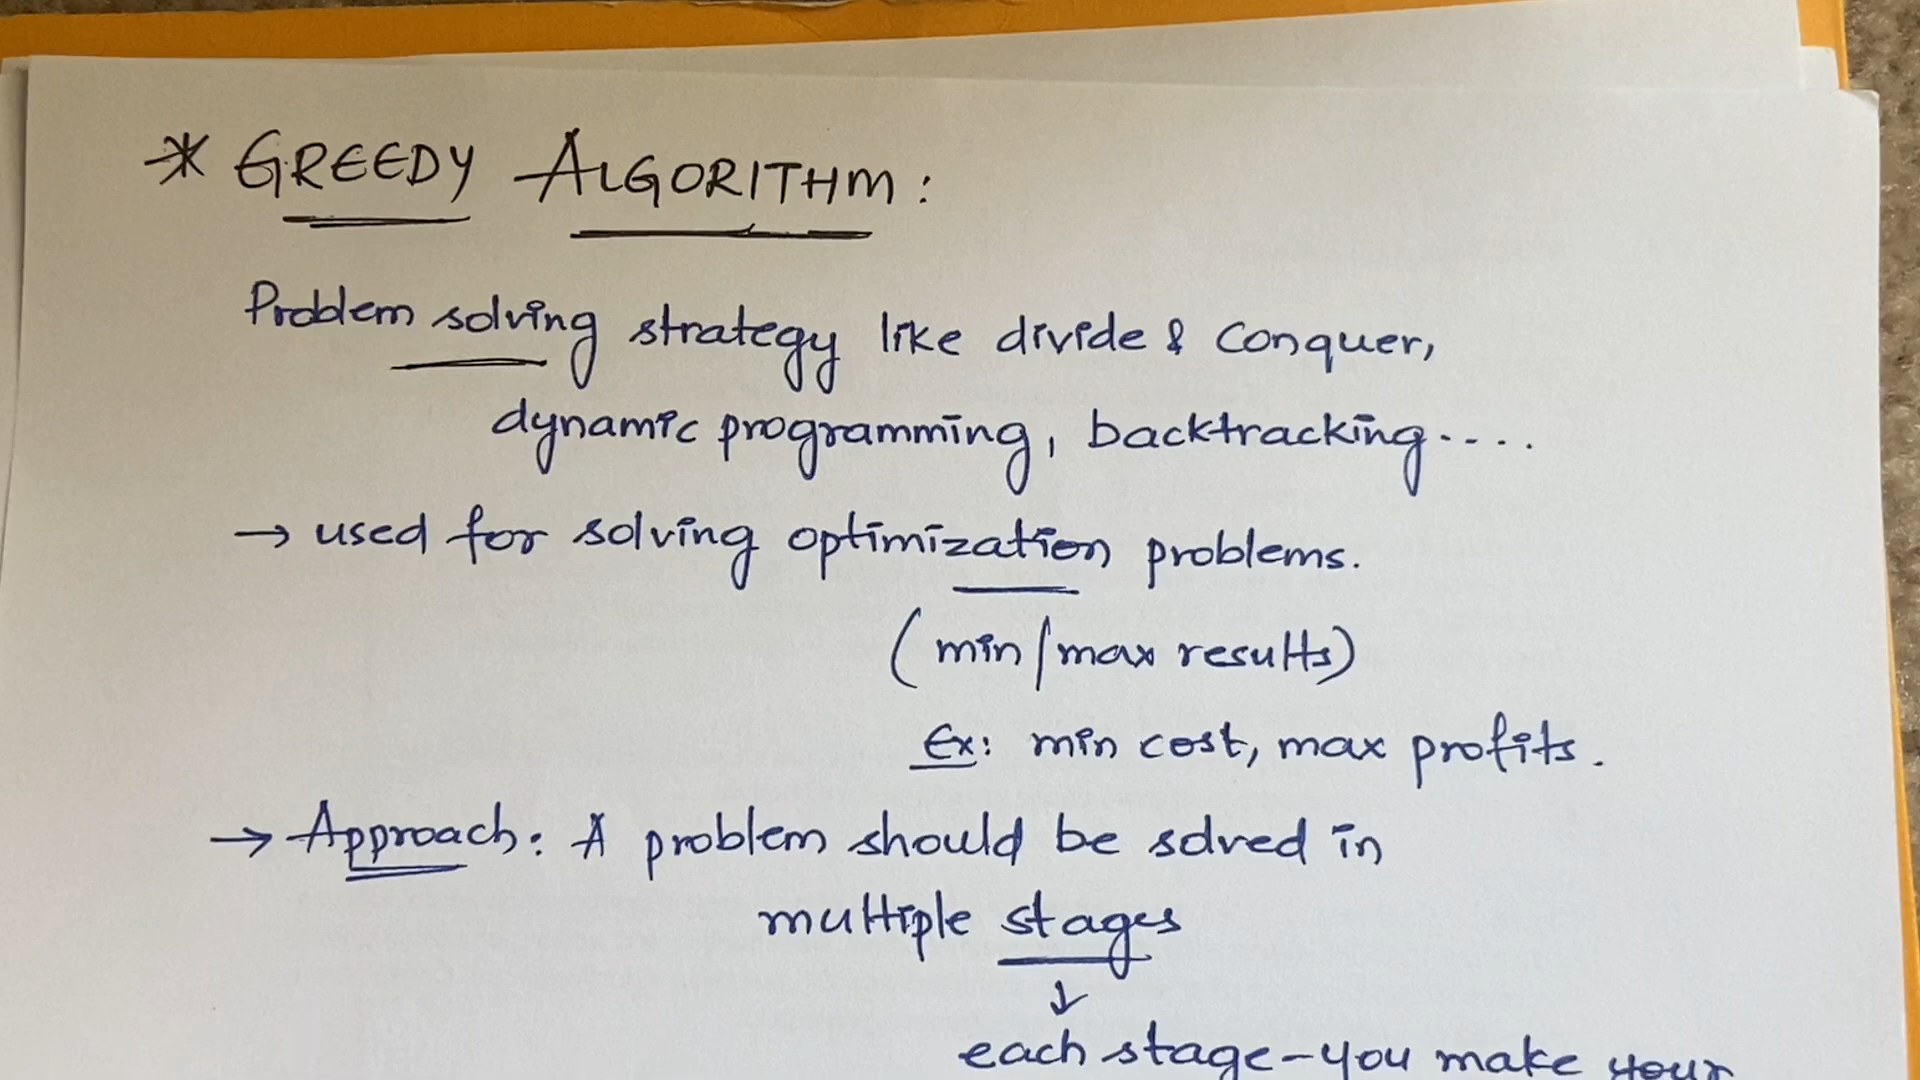 * GREEDY ALGORITHM:
Problem solving strategy like divide & conquer,
dynamic programming, backtracking....
→ used for solving optimization problems.
(min/max results)
Ex: min cost, max profits.
→ Approach: A problem should be solved in
multiple stages
↓
each stage - you make your